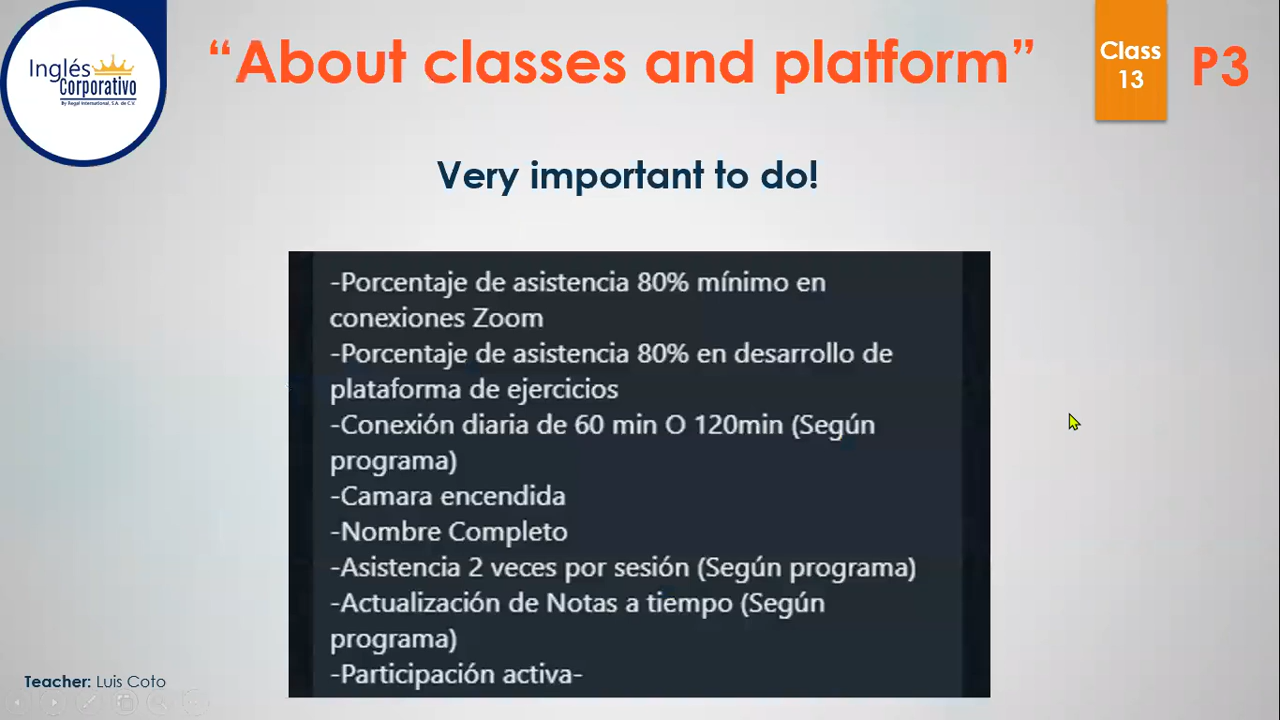 Inglés
Corporativo
By Regal International, S.A. de C.V.
“About classes and platform”
Class
13
P3
Very important to do!
-Porcentaje de asistencia 80% mínimo en
conexiones Zoom
-Porcentaje de asistencia 80% en desarrollo de
plataforma de ejercicios
-Conexión diaria de 60 min O 120min (Según
programa)
-Camara encendida
-Nombre Completo
-Asistencia 2 veces por sesión (Según programa)
-Actualización de Notas a tiempo (Según
programa)
-Participación activa-
Teacher: Luis Coto